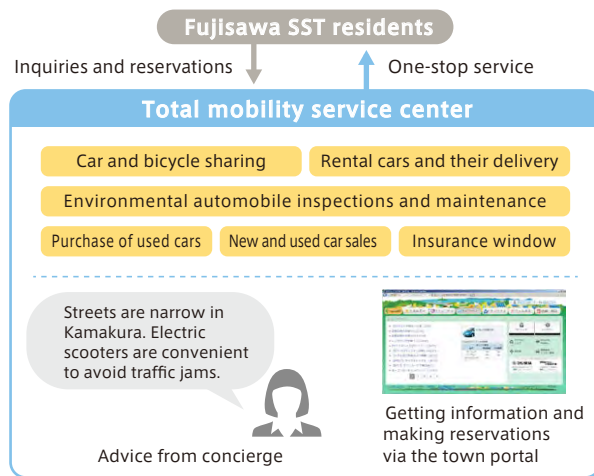 Fujisawa SST residents
Inquiries and reservations
One-stop service
Total mobility service center
Car and bicycle sharing
Rental cars and their delivery
Environmental automobile inspections and maintenance
Purchase of used cars
New and used car sales
Insurance window
Streets are narrow in
Kamakura. Electric
scooters are convenient
to avoid traffic jams.
Advice from concierge
Getting information and
making reservations
via the town portal